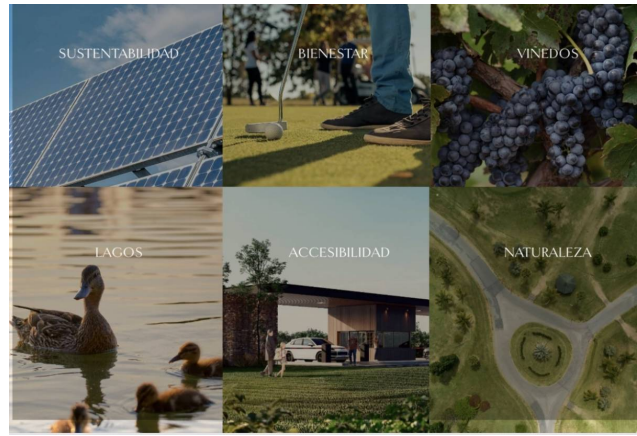 SUSTENTABILIDAD
BIENESTAR
VIÑEDOS
LAGOS
ACCESIBILIDAD
NATURALEZA